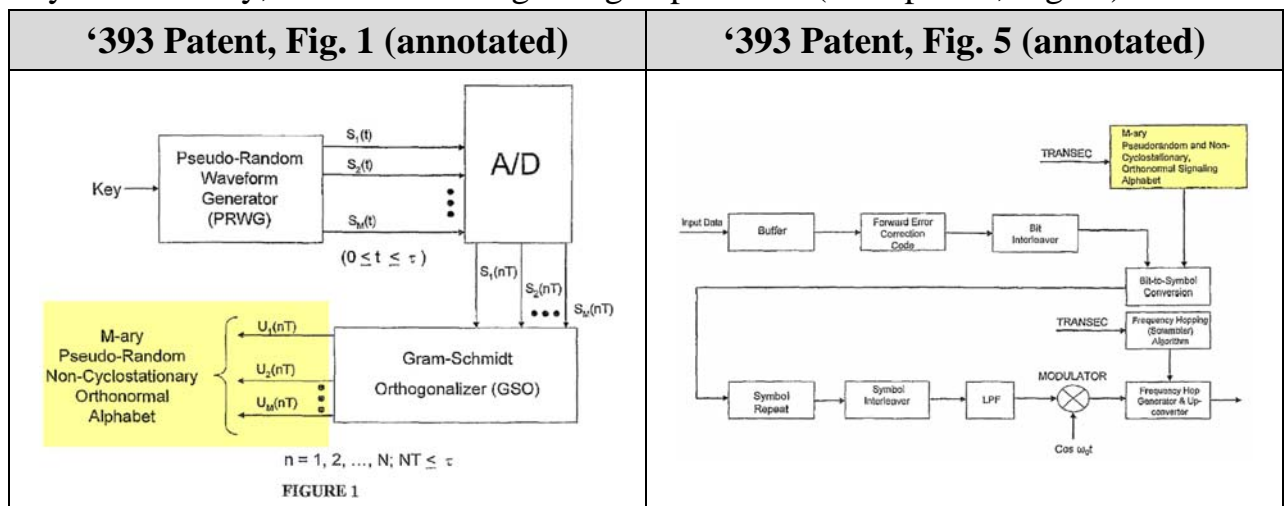 '393 Patent, Fig. 1 (annotated)
'393 Patent, Fig. 5 (annotated)
Key
Pseudo-Random
Waveform
Generator
(PRWG)
S1(t)
S2(t)
SM(t)
(0 ≤ t ≤ τ)
A/D
S1(nT)
S2(nT)
SM(nT)
M-ary
Pseudo-Random
Non-Cyclostationary
Orthonormal
Alphabet
U1(nT)
U2(nT)
UM(nT)
Gram-Schmidt
Orthogonalizer (GSO)
n = 1, 2, ..., N; NT ≤ τ
FIGURE 1
TRANSEC
M-ary
Pseudorandom and Non-
Cyclostationary,
Orthonormal Signaling
Alphabet
Input Data
Buffer
Forward Error
Correction
Code
Bit
Interleaver
Bit-to-Symbol
Conversion
TRANSEC
Frequency Hopping
(Scrambler)
Algorithm
Symbol
Repeat
Symbol
Interleaver
LPF
MODULATOR
Cos ω0t
Frequency Hop
Generator & Up-
convertor